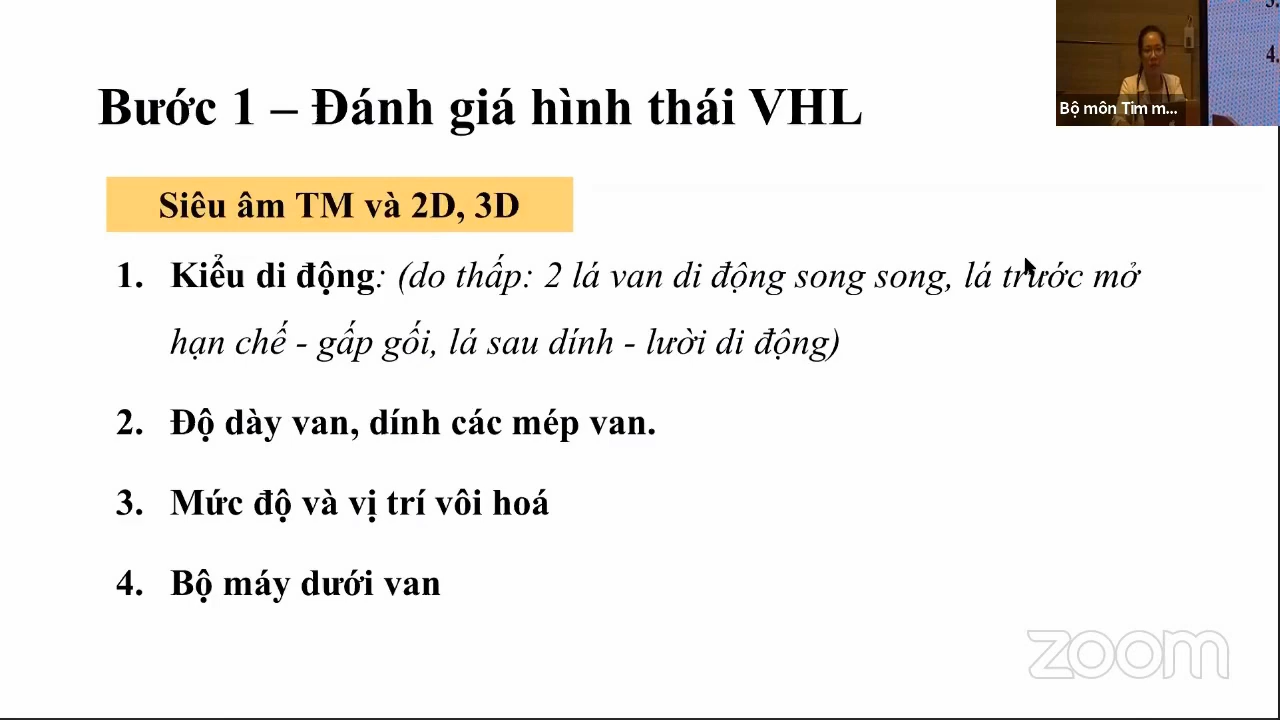 Bước 1 – Đánh giá hình thái VHL
Bộ môn Tim m...
Siêu âm TM và 2D, 3D
1. Kiểu di động: (do thấp: 2 lá van di động song song, lá trước mở
hạn chế - gấp gối, lá sau dính - lười di động)
2. Độ dày van, dính các mép van.
3. Mức độ và vị trí vôi hoá
4. Bộ máy dưới van
zoom